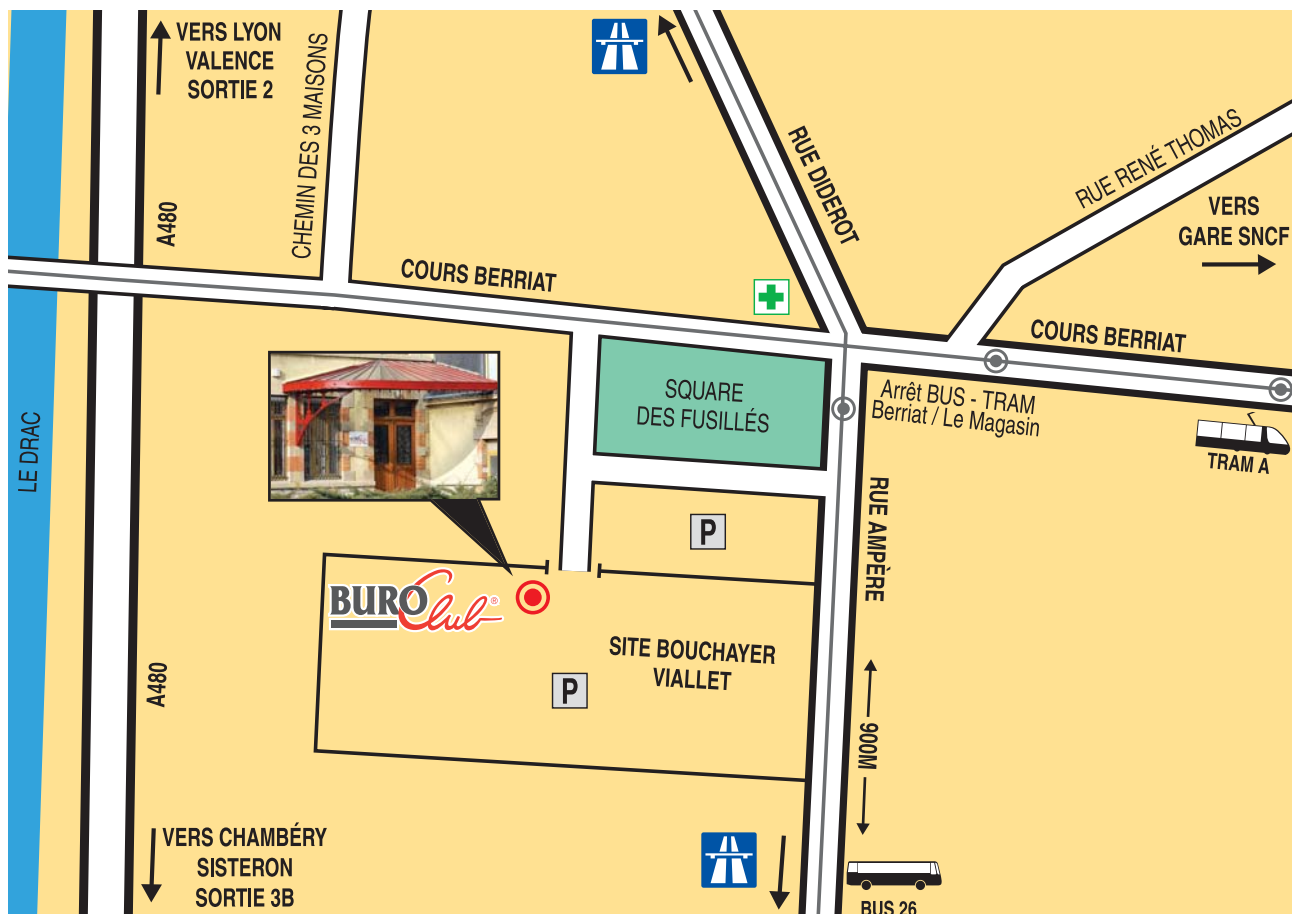 VERS LYON
VALENCE
SORTIE 2
CHEMIN DES 3 MAISONS
A480
RUE DIDEROT
RUE RENÉ THOMAS
VERS
GARE SNCF
COURS BERRIAT
COURS BERRIAT
SQUARE
DES FUSILLÉS
Arrêt BUS - TRAM
Berriat / Le Magasin
TRAM A
LE DRAC
P
RUE AMPÈRE
BURO Club ®
SITE BOUCHAYER
VIALLET
P
A480
900M
VERS CHAMBÉRY
SISTERON
SORTIE 3B
BUS 26